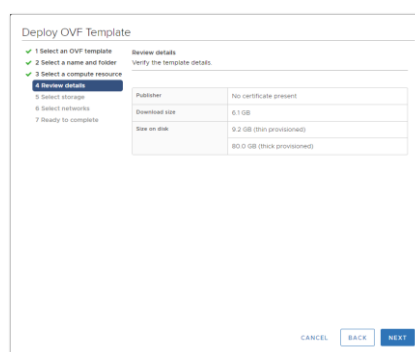 Deploy OVF Template
✓ 1 Select an OVF template
✓ 2 Select a name and folder
✓ 3 Select a compute resource
4 Review details
5 Select storage
6 Select networks
7 Ready to complete
Review details
Verify the template details.
Publisher No certificate present
Download size 6.1 GB
Size on disk 9.2 GB (thin provisioned)
80.0 GB (thick provisioned)
CANCEL BACK NEXT